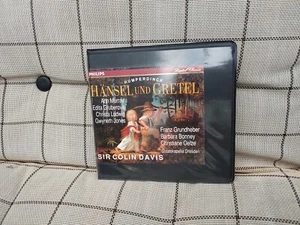 PHILIPS
HUMPERDINCK
HÄNSEL UND GRETEL
Ann Murray
Edita Gruberova
Christa Ludwig
Gwyneth Jones
Franz Grundheber
Barbara Bonney
Christiane Oelze
Staatskapelle Dresden
SIR COLIN DAVIS